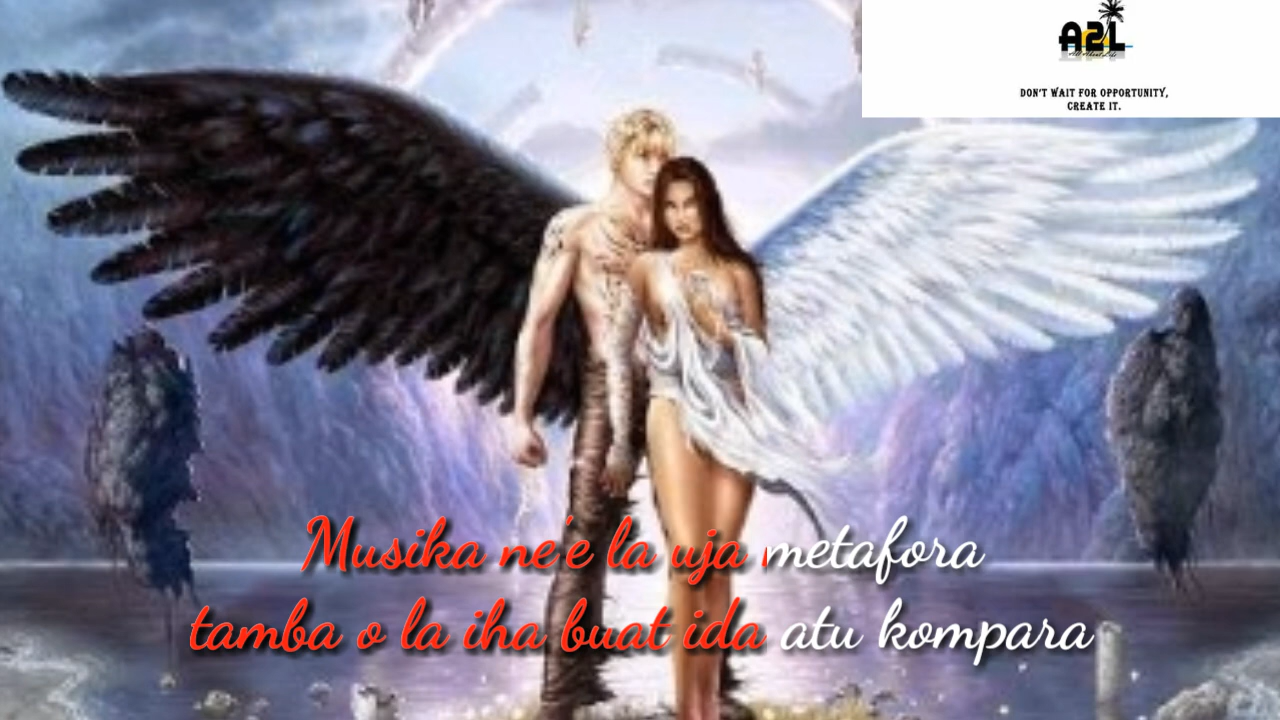 A2L
DON'T WAIT FOR OPPORTUNITY,
CREATE IT.
Musika ne'e la uja metafora
tamba o la iha buat ida atu kompara